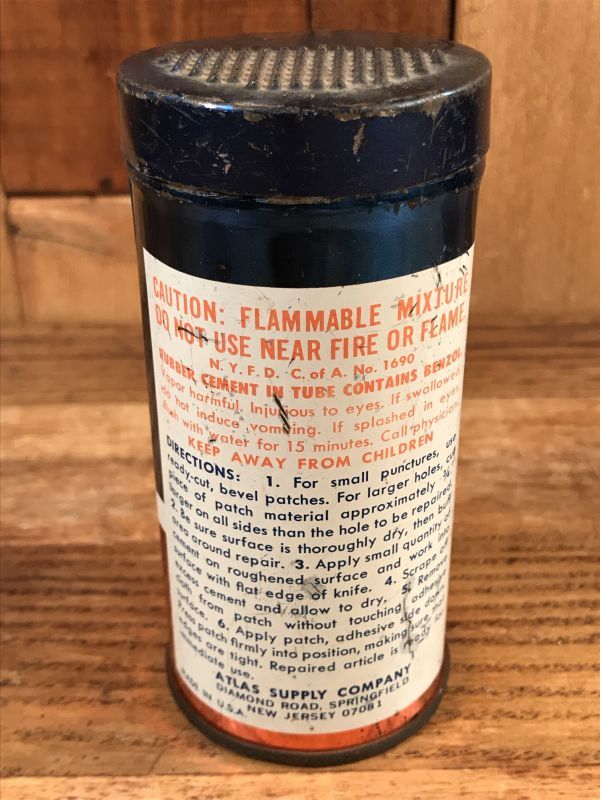 CAUTION: FLAMMABLE MIXTURE
DO NOT USE NEAR FIRE OR FLAME
N.Y.F.D. C. of A. No. 1690
RUBBER CEMENT IN TUBE CONTAINS BENZOL
Vapor harmful. Injurious to eyes. If swallowed,
do not induce vomiting. If splashed in eyes,
flush with water for 15 minutes. Call physician.
KEEP AWAY FROM CHILDREN
DIRECTIONS: 1. For small punctures, use
ready-cut, bevel patches. For larger holes, cut
piece of patch material approximately
larger on all sides than the hole to be repaired.
2. Be sure surface is thoroughly dry, then buff
area around repair. 3. Apply small quantity of
cement on roughened surface and work into
surface with flat edge of knife. 4. Scrape off
excess cement and allow to dry. 5. Remove
cloth from patch without touching adhesive
surface. 6. Apply patch, adhesive side down.
Press patch firmly into position, making sure that
edges are tight. Repaired article is ready for
immediate use.
ATLAS SUPPLY COMPANY
DIAMOND ROAD, SPRINGFIELD
NEW JERSEY 07081
MADE IN U.S.A.